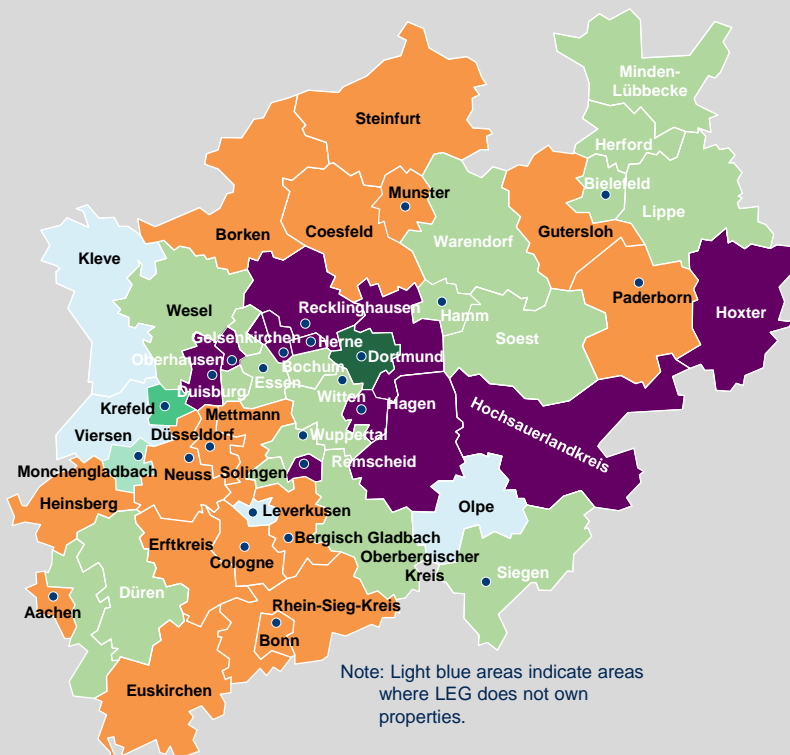 Minden-
Lübbecke
Steinfurt
Herford
Bielefeld
Munster
Lippe
Borken
Coesfeld
Warendorf
Gutersloh
Kleve
Paderborn
Hoxter
Wesel
Recklinghausen
Hamm
Gelsenkirchen
Herne
Soest
Oberhausen
Bochum
Dortmund
Essen
Duisburg
Witten
Hagen
Krefeld
Mettmann
Hochsauerlandkreis
Viersen
Düsseldorf
Wuppertal
Monchengladbach
Neuss
Solingen
Remscheid
Heinsberg
Olpe
Leverkusen
Erftkreis
Bergisch Gladbach
Cologne
Oberbergischer
Kreis
Siegen
Düren
Aachen
Rhein-Sieg-Kreis
Bonn
Euskirchen
Note: Light blue areas indicate areas
where LEG does not own
properties.